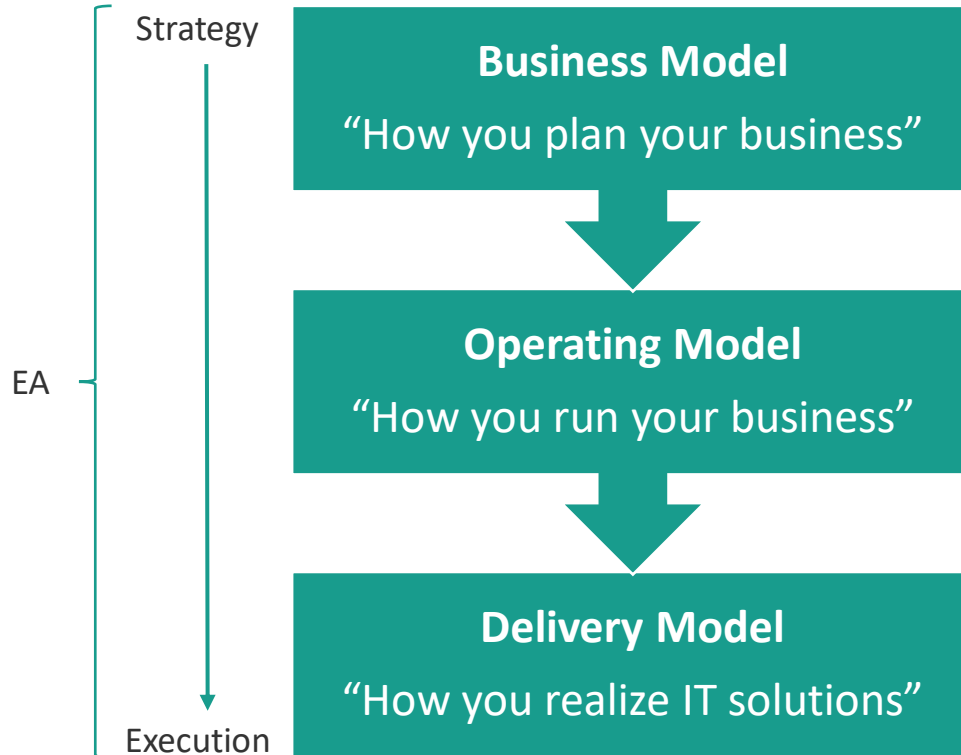 Strategy
Business Model
“How you plan your business”
Operating Model
EA
“How you run your business”
Delivery Model
“How you realize IT solutions”
Execution